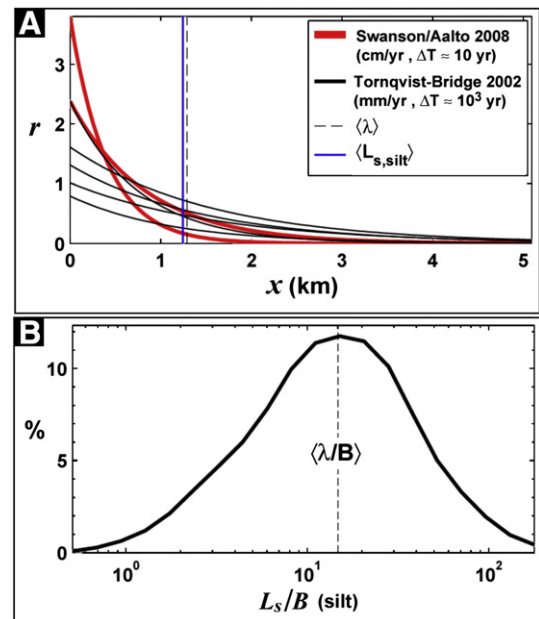 A
Swanson/Aalto 2008
(cm/yr , ΔT ≈ 10 yr)
Tornqvist-Bridge 2002
(mm/yr , ΔT ≈ 10³ yr)
⟨λ⟩
⟨Lₛ,silt⟩
3
2
1
0
r
0 1 2 3 4 5
x (km)
B
10
5
0
%
⟨λ/B⟩
10⁰ 10¹ 10²
Lₛ/B (silt)